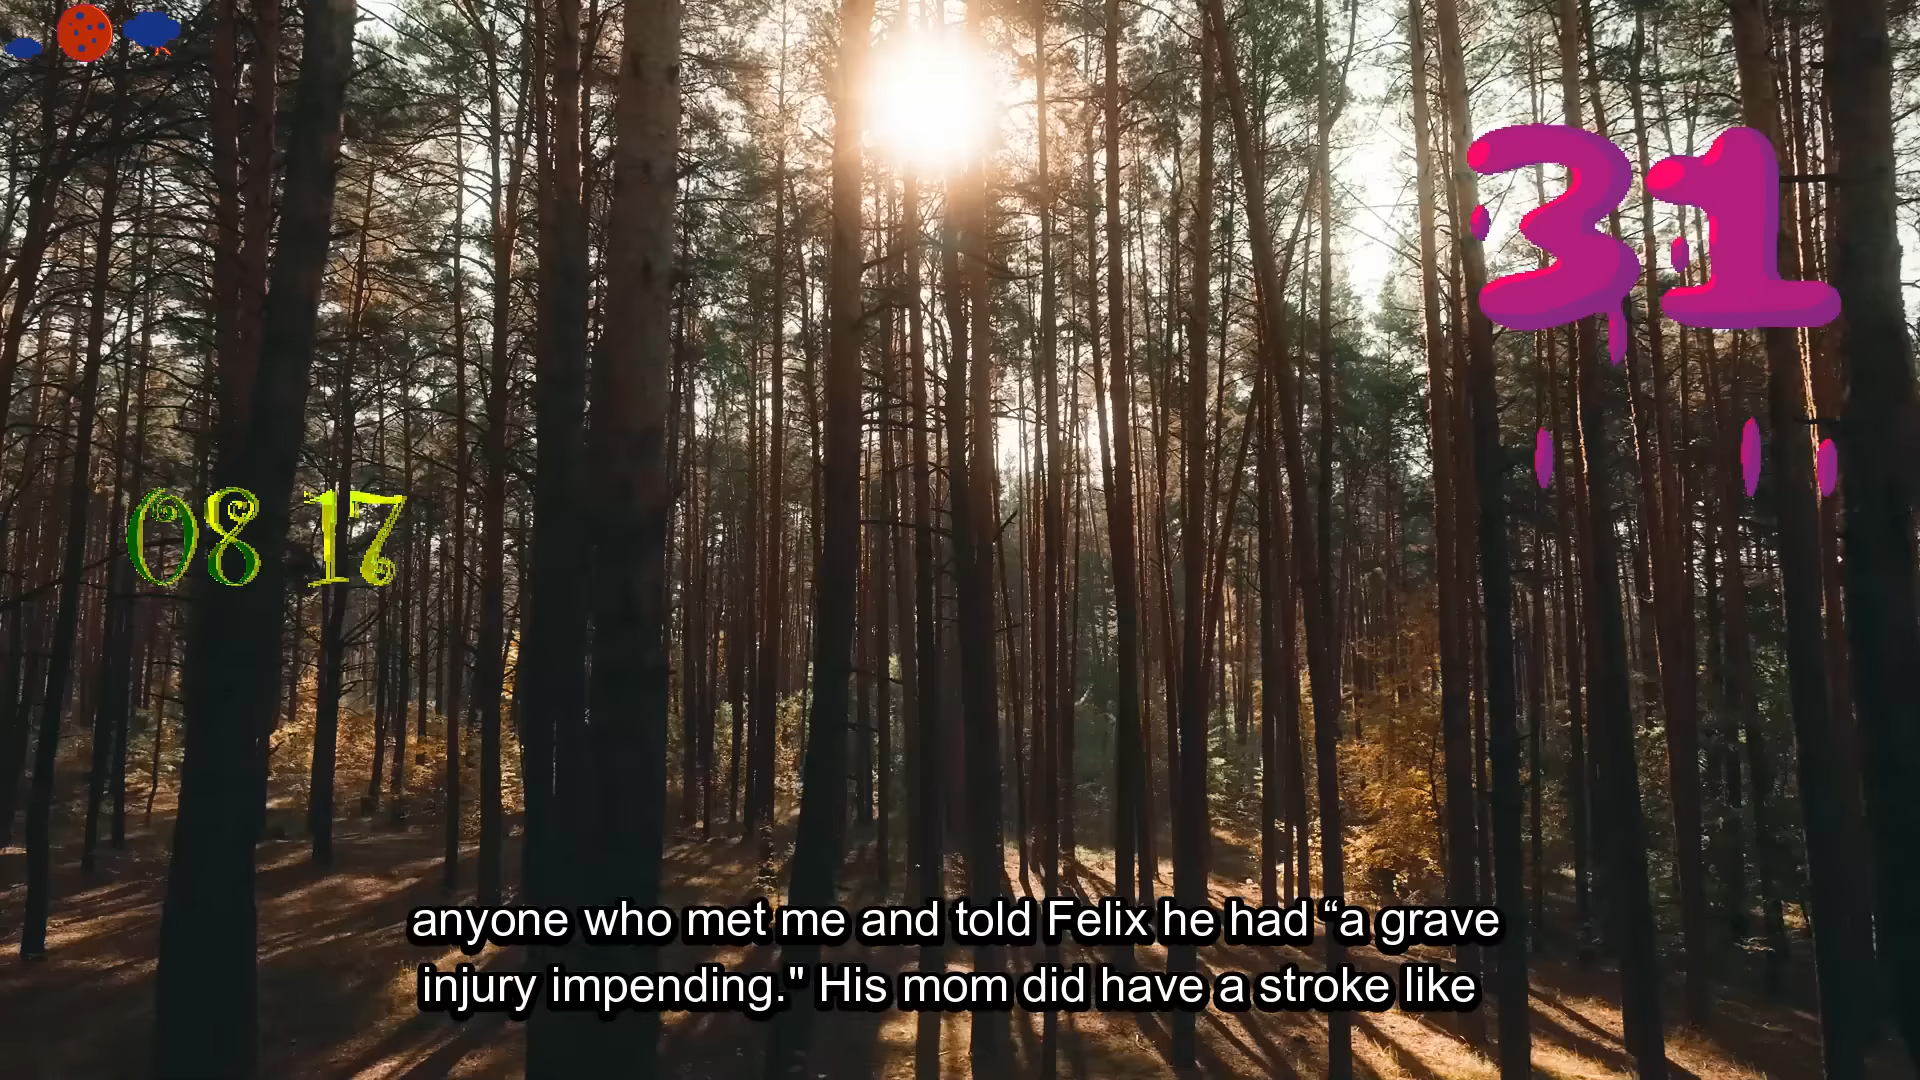 31
08 17
anyone who met me and told Felix he had “a grave
injury impending." His mom did have a stroke like